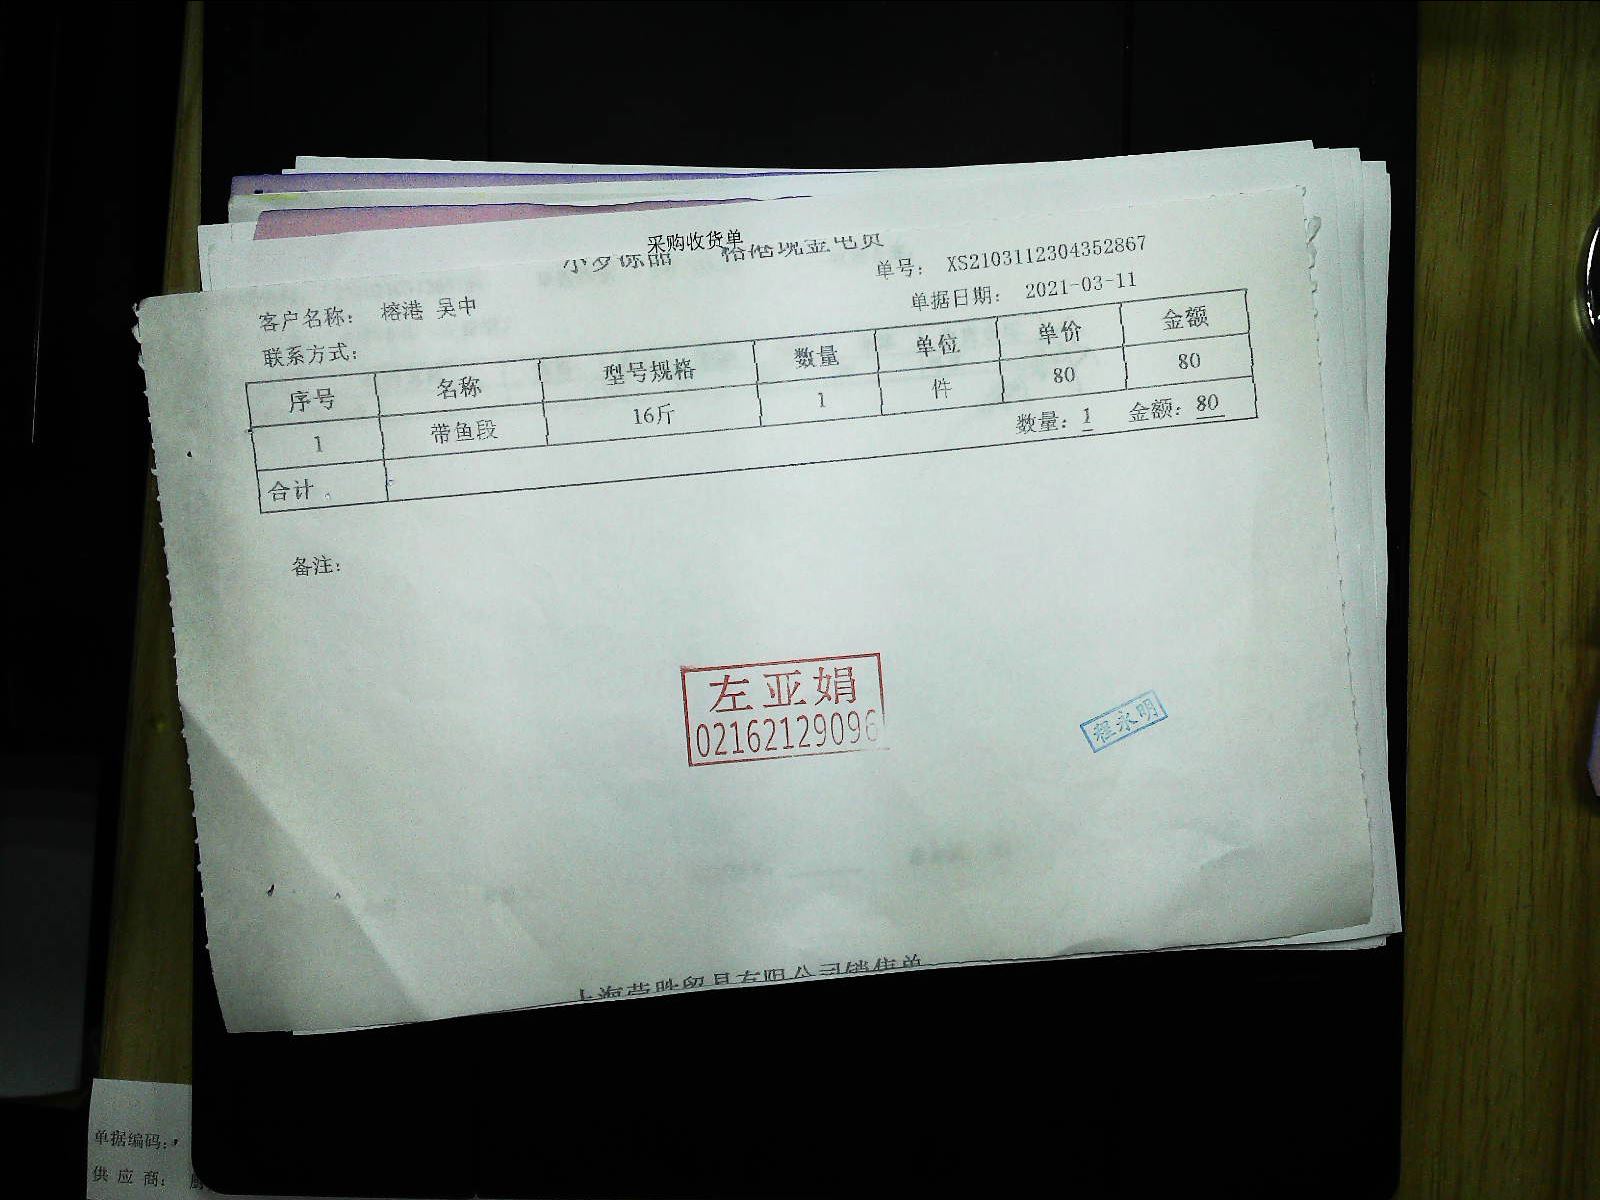 采购收货单
单号： XS2103112304352867
客户名称： 榕港 吴中
单据日期： 2021-03-11
联系方式：
序号 名称 型号规格 数量 单位 单价 金额
1 带鱼段 16斤 1 件 80 80
合计 数量：1 金额：80
备注：
左亚娟
02162129096
程永明
单据编码：
供应商：